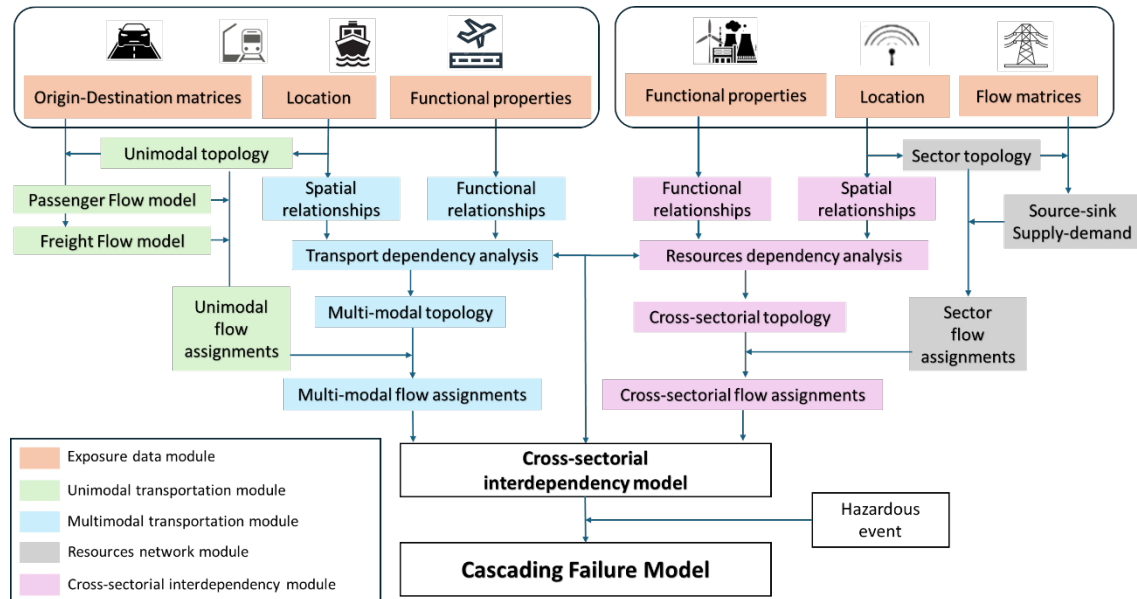 Origin-Destination matrices
Location
Functional properties
Functional properties
Location
Flow matrices
Unimodal topology
Sector topology
Passenger Flow model
Spatial
relationships
Functional
relationships
Functional
relationships
Spatial
relationships
Source-sink
Supply-demand
Freight Flow model
Transport dependency analysis
Resources dependency analysis
Unimodal
flow
assignments
Multi-modal topology
Cross-sectorial topology
Sector
flow
assignments
Multi-modal flow assignments
Cross-sectorial flow assignments
Cross-sectorial
interdependency model
Hazardous
event
Cascading Failure Model
Exposure data module
Unimodal transportation module
Multimodal transportation module
Resources network module
Cross-sectorial interdependency module